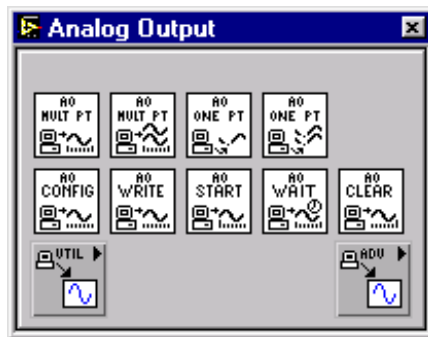 Analog Output
AO MULT PT
AO MULT PT
AO ONE PT
AO ONE PT
AO CONFIG
AO WRITE
AO START
AO WAIT
AO CLEAR
UTIL
ADV